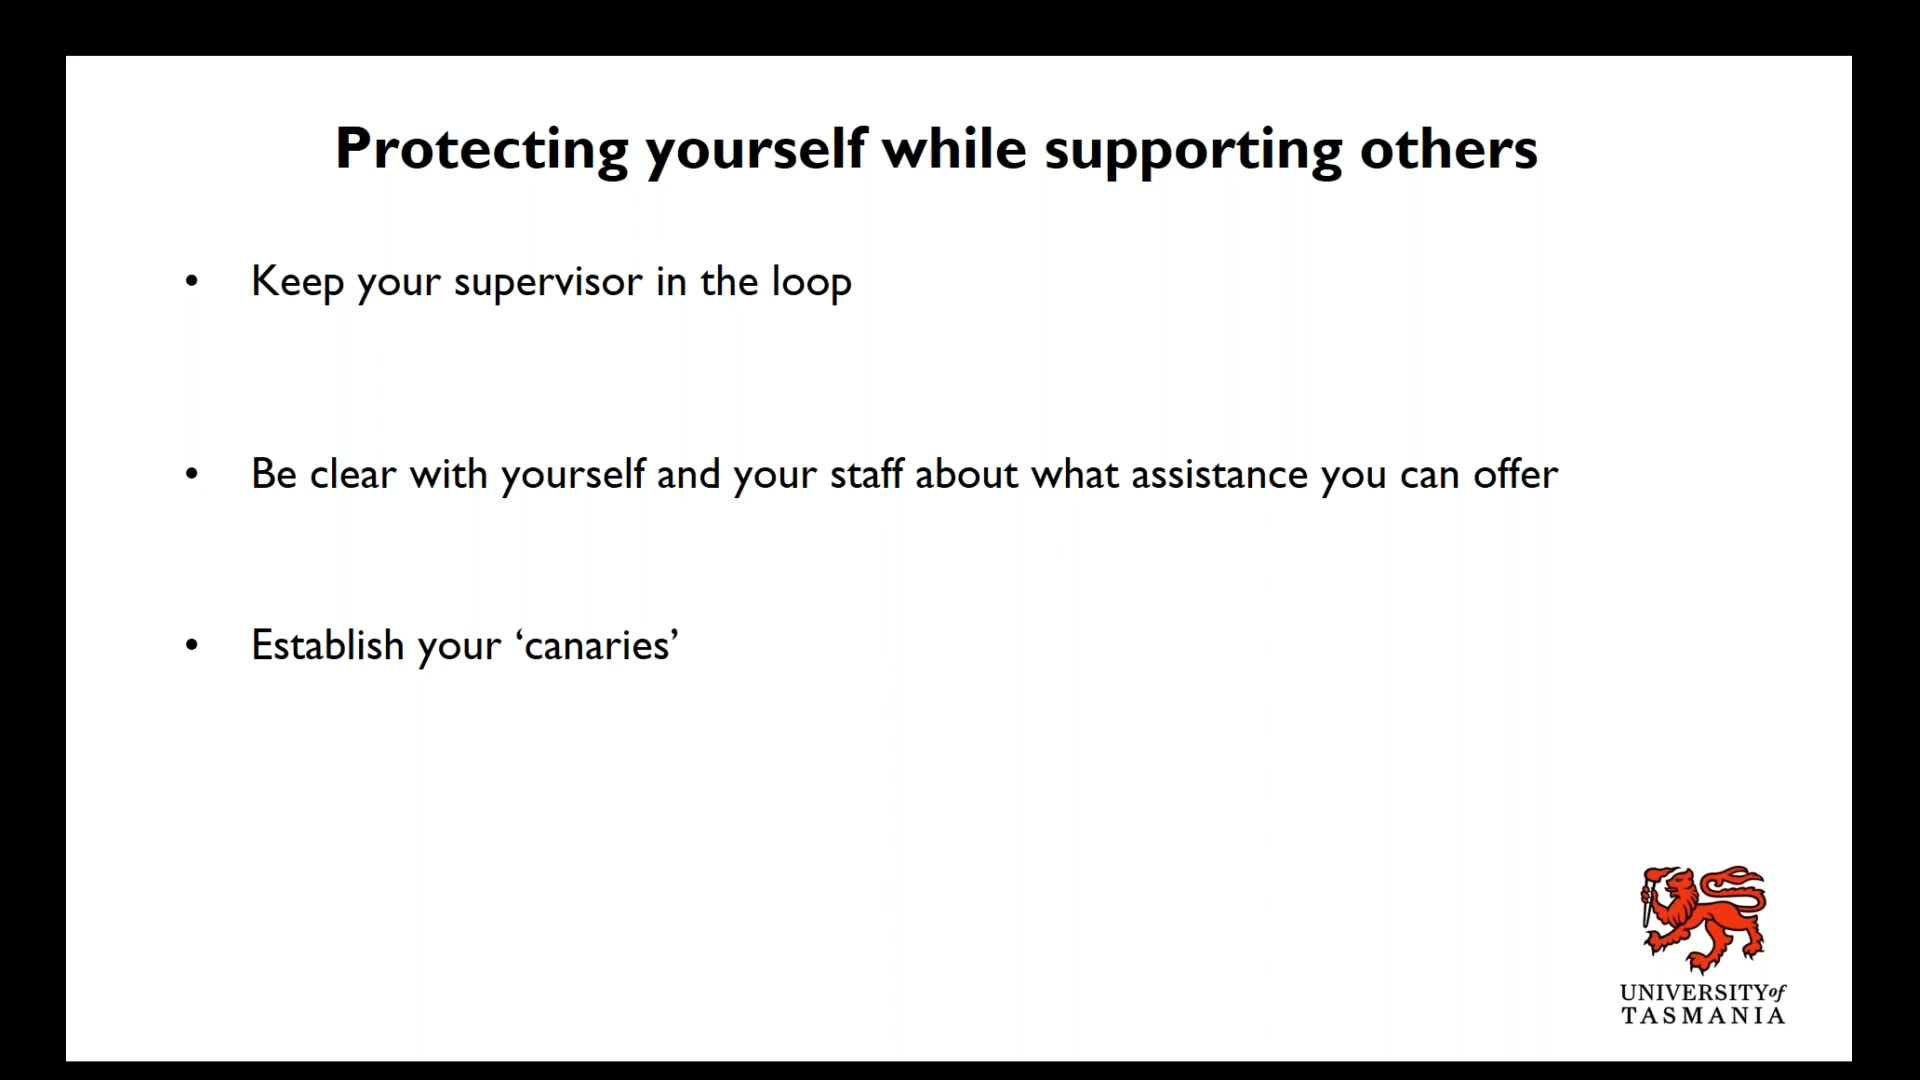 Protecting yourself while supporting others
• Keep your supervisor in the loop
• Be clear with yourself and your staff about what assistance you can offer
• Establish your ‘canaries’
UNIVERSITY of
TASMANIA